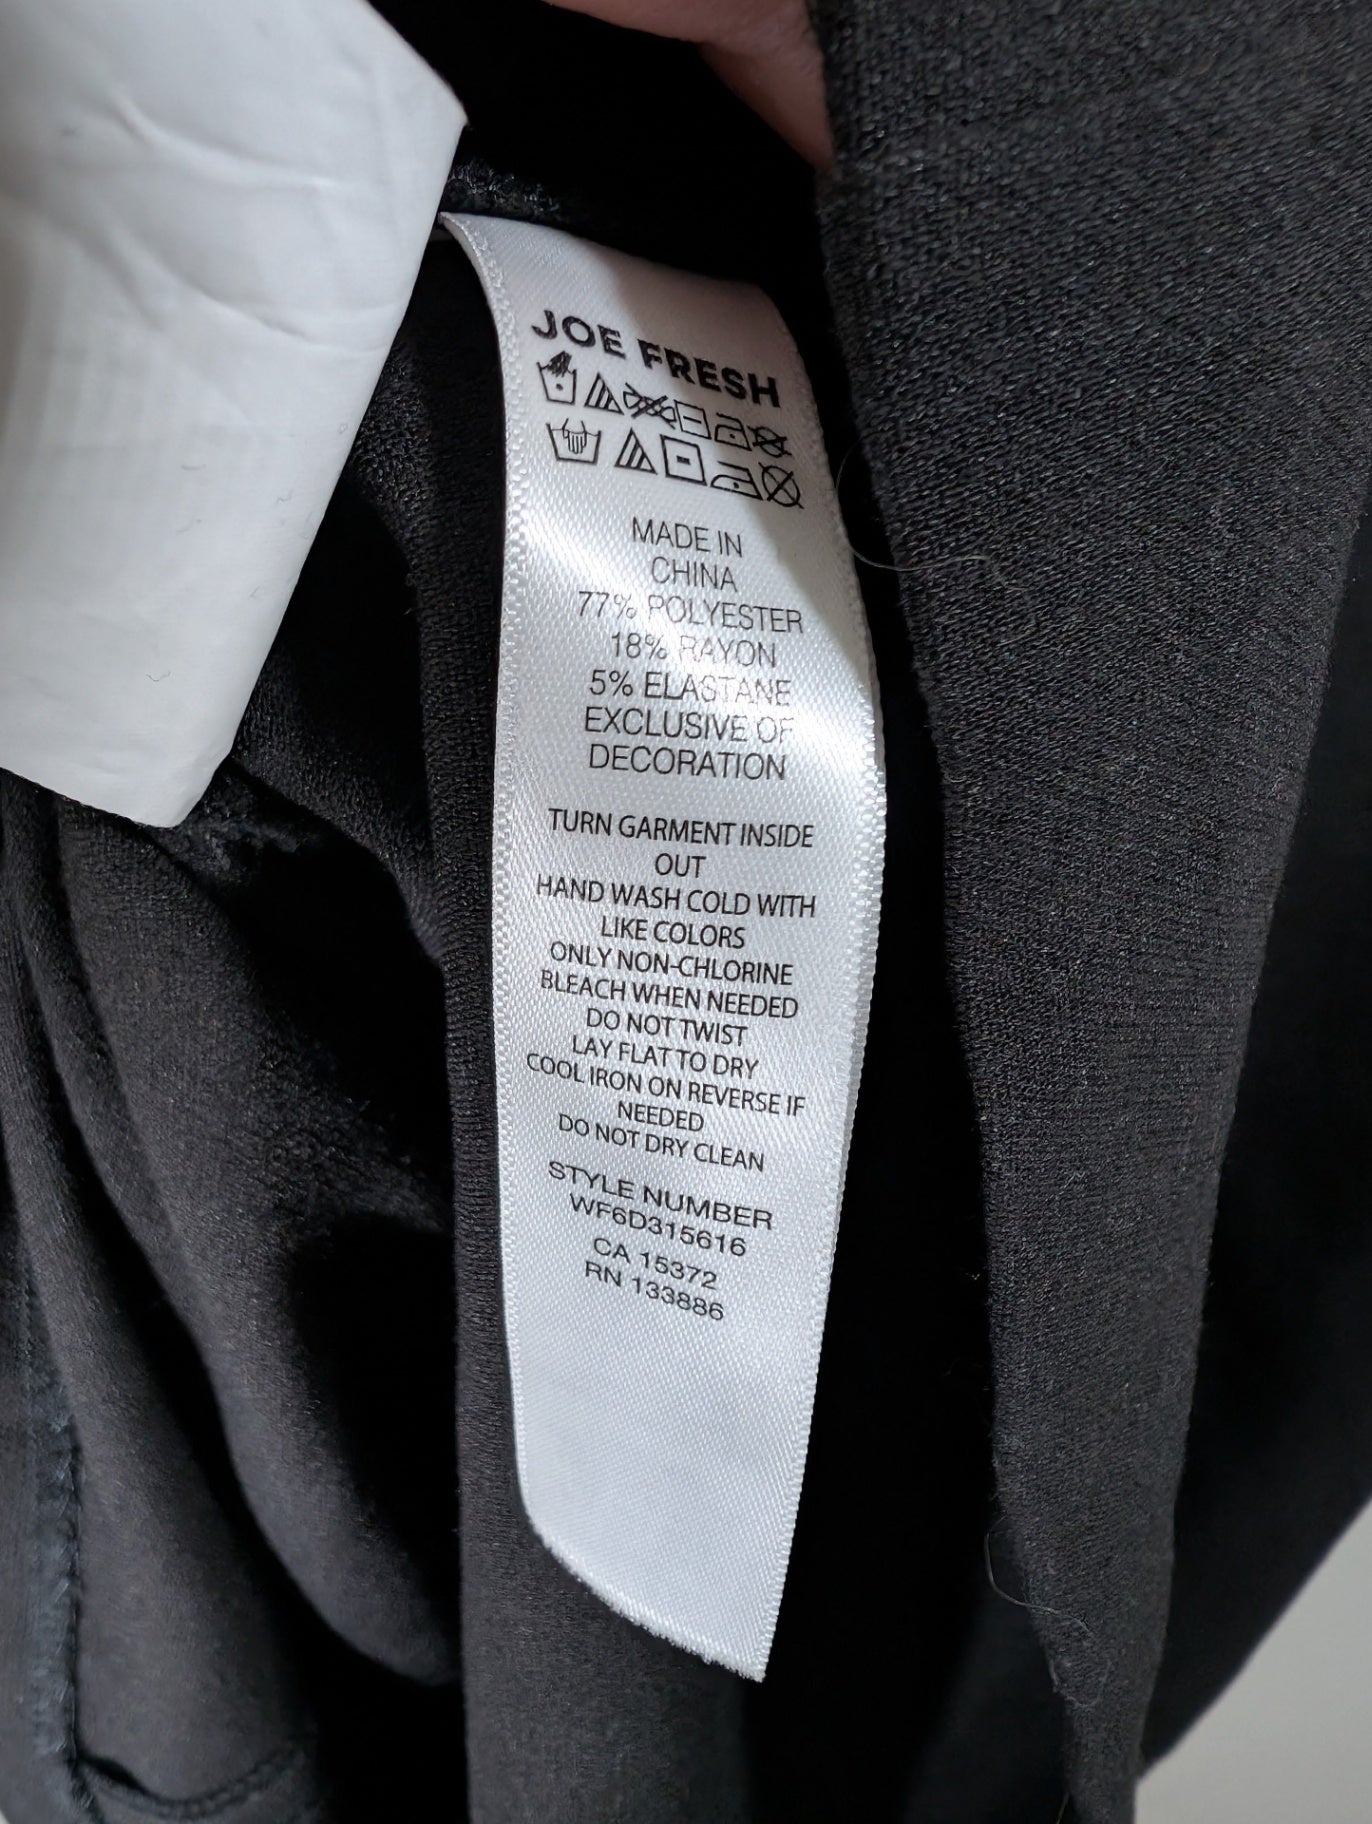 JOE FRESH
MADE IN
CHINA
77% POLYESTER
18% RAYON
5% ELASTANE
EXCLUSIVE OF
DECORATION
TURN GARMENT INSIDE
OUT
HAND WASH COLD WITH
LIKE COLORS
ONLY NON-CHLORINE
BLEACH WHEN NEEDED
DO NOT TWIST
LAY FLAT TO DRY
COOL IRON ON REVERSE IF
NEEDED
DO NOT DRY CLEAN
STYLE NUMBER
WF6D315616
CA 15372
RN 133886